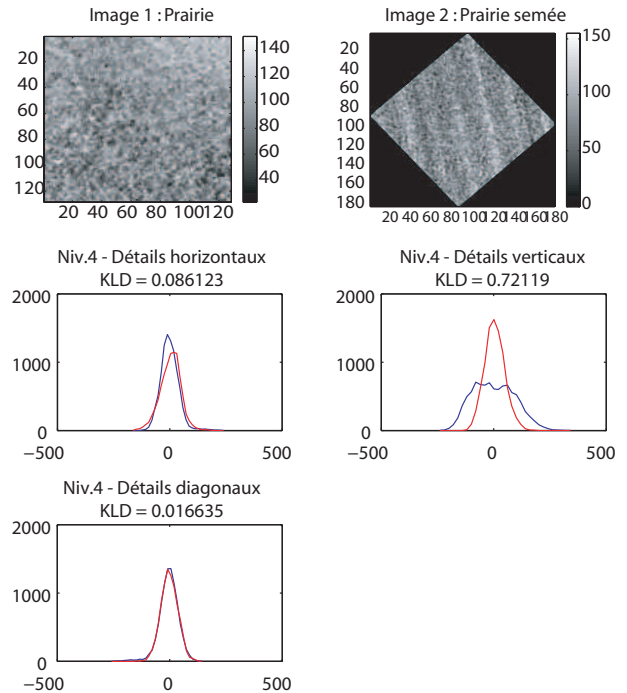 Image 1 : Prairie
20
40
60
80
100
120
20 40 60 80 100 120
140
120
100
80
60
40
Image 2 : Prairie semée
20
40
60
80
100
120
140
160
180
20 40 60 80 100 120 140 160 180
150
100
50
0
Niv.4 - Détails horizontaux
KLD = 0.086123
2000
1000
0
−500 0 500
Niv.4 - Détails verticaux
KLD = 0.72119
2000
1000
0
−500 0 500
Niv.4 - Détails diagonaux
KLD = 0.016635
2000
1000
0
−500 0 500